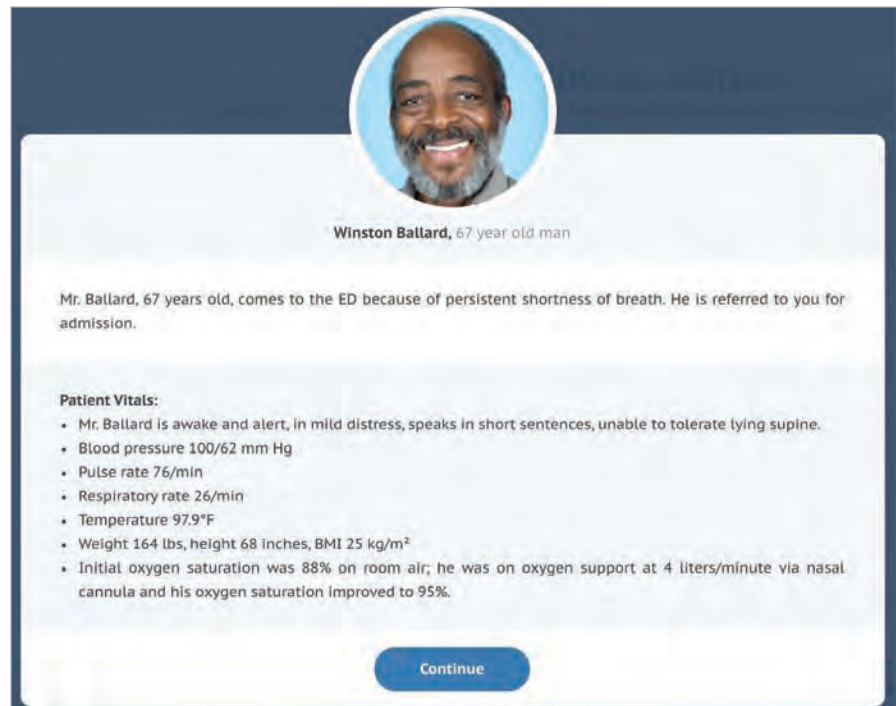 Winston Ballard, 67 year old man
Mr. Ballard, 67 years old, comes to the ED because of persistent shortness of breath. He is referred to you for
admission.
Patient Vitals:
• Mr. Ballard is awake and alert, in mild distress, speaks in short sentences, unable to tolerate lying supine.
• Blood pressure 100/62 mm Hg
• Pulse rate 76/min
• Respiratory rate 26/min
• Temperature 97.9°F
• Weight 164 lbs, height 68 inches, BMI 25 kg/m²
• Initial oxygen saturation was 88% on room air; he was on oxygen support at 4 liters/minute via nasal
cannula and his oxygen saturation improved to 95%.
Continue